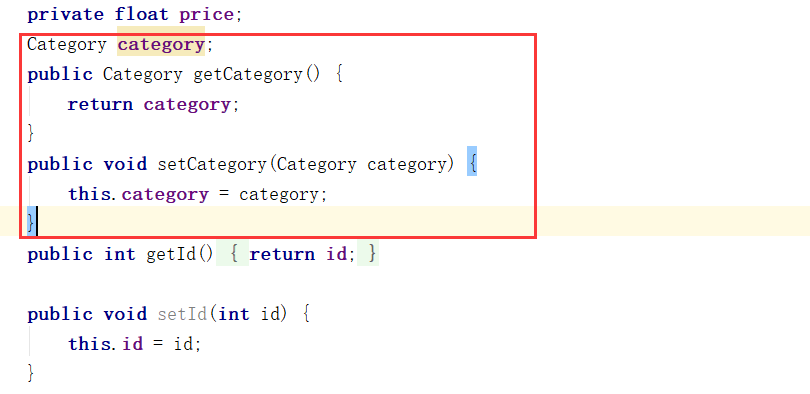 private float price;
Category category;
public Category getCategory() {
return category;
}
public void setCategory(Category category) {
this.category = category;
}
public int getId() { return id; }
public void setId(int id) {
this.id = id;
}